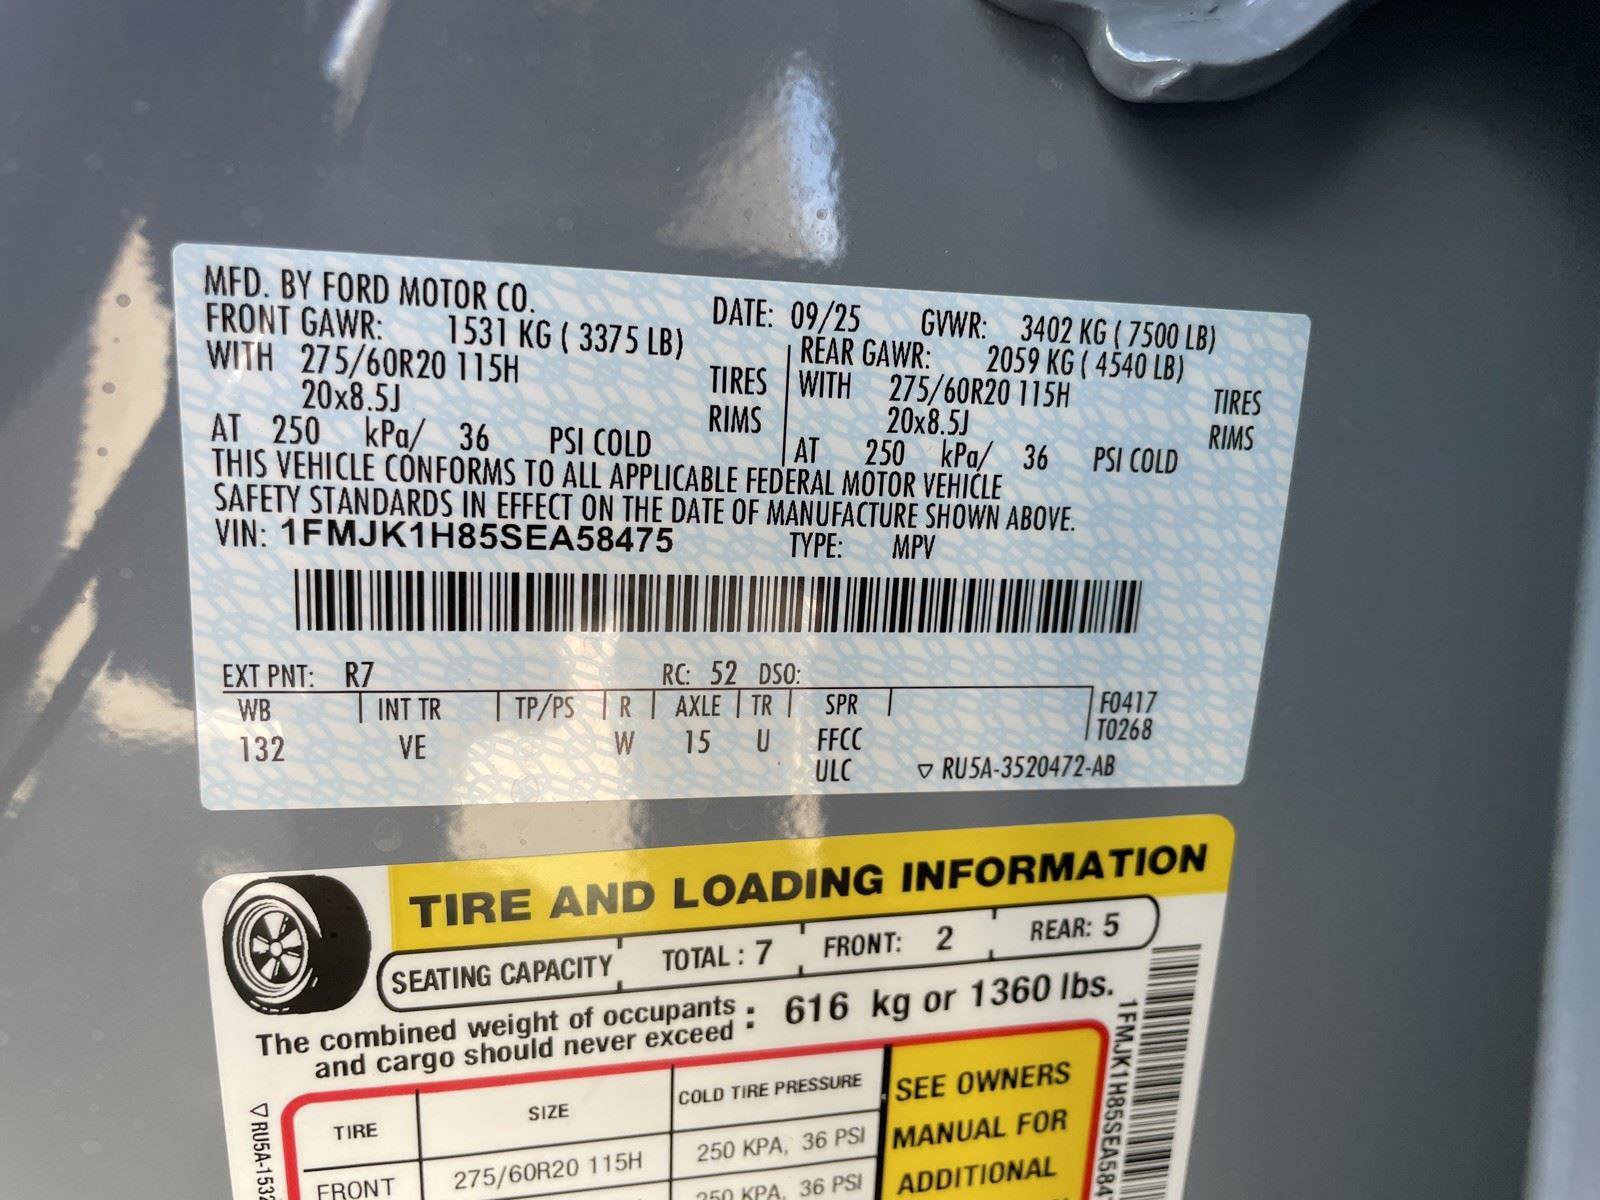 MFD. BY FORD MOTOR CO.
DATE: 09/25 GVWR: 3402 KG ( 7500 LB)
FRONT GAWR: 1531 KG ( 3375 LB)
REAR GAWR: 2059 KG ( 4540 LB)
WITH 275/60R20 115H TIRES
WITH 275/60R20 115H TIRES
20x8.5J RIMS
20x8.5J RIMS
AT 250 kPa/ 36 PSI COLD
AT 250 kPa/ 36 PSI COLD
THIS VEHICLE CONFORMS TO ALL APPLICABLE FEDERAL MOTOR VEHICLE
SAFETY STANDARDS IN EFFECT ON THE DATE OF MANUFACTURE SHOWN ABOVE.
VIN: 1FMJK1H85SEA58475 TYPE: MPV
EXT PNT: R7 RC: 52 DSO:
WB INT TR TP/PS R AXLE TR SPR F0417
T0268
132 VE W 15 U FFCC
ULC ▽ RU5A-3520472-AB
TIRE AND LOADING INFORMATION
SEATING CAPACITY TOTAL : 7 FRONT: 2 REAR: 5
The combined weight of occupants
and cargo should never exceed : 616 kg or 1360 lbs.
TIRE SIZE COLD TIRE PRESSURE
FRONT 275/60R20 115H 250 KPA, 36 PSI
250 KPA, 36 PSI
SEE OWNERS
MANUAL FOR
ADDITIONAL
▽ RU5A-1532
1FMJK1H85SEA584